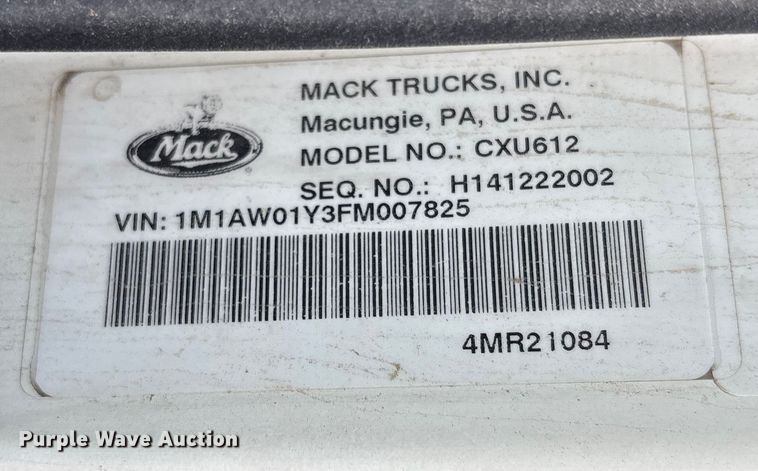 MACK TRUCKS, INC.
Macungie, PA, U.S.A.
Mack
MODEL NO.: CXU612
SEQ. NO.: H141222002
VIN: 1M1AW01Y3FM007825
4MR21084
Purple Wave Auction